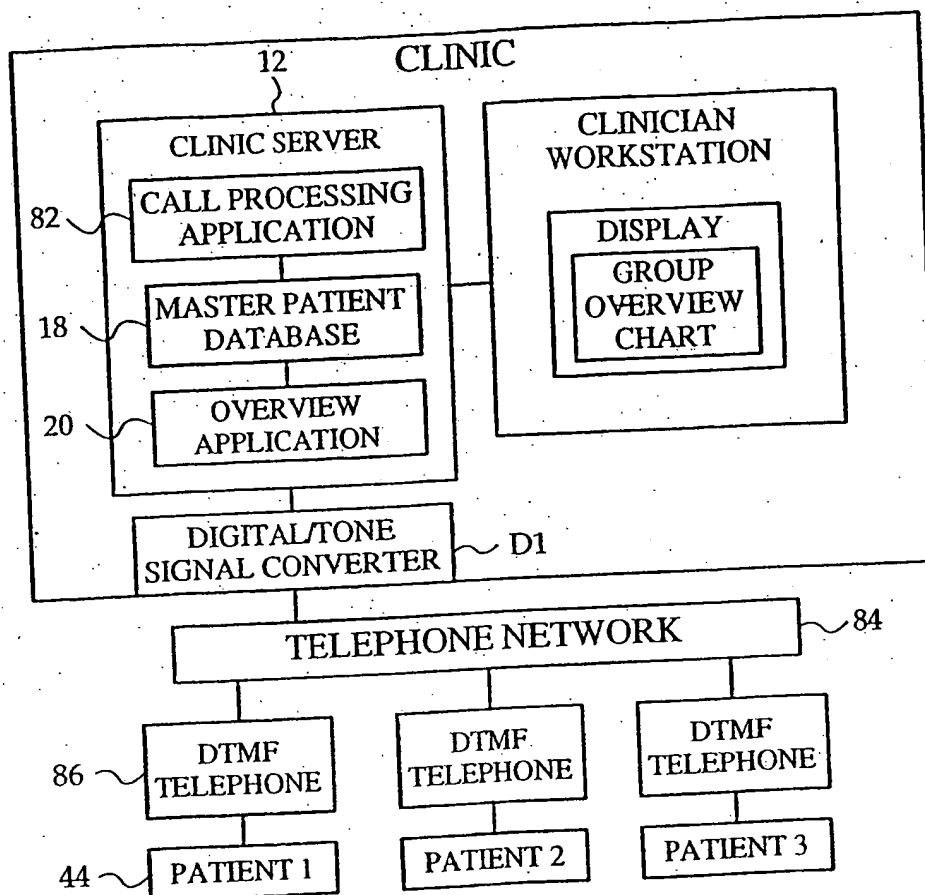 CLINIC
12
CLINIC SERVER
82
CALL PROCESSING
APPLICATION
18
MASTER PATIENT
DATABASE
20
OVERVIEW
APPLICATION
CLINICIAN
WORKSTATION
DISPLAY
GROUP
OVERVIEW
CHART
DIGITAL/TONE
SIGNAL CONVERTER
D1
TELEPHONE NETWORK
84
86
DTMF
TELEPHONE
DTMF
TELEPHONE
DTMF
TELEPHONE
44
PATIENT 1
PATIENT 2
PATIENT 3